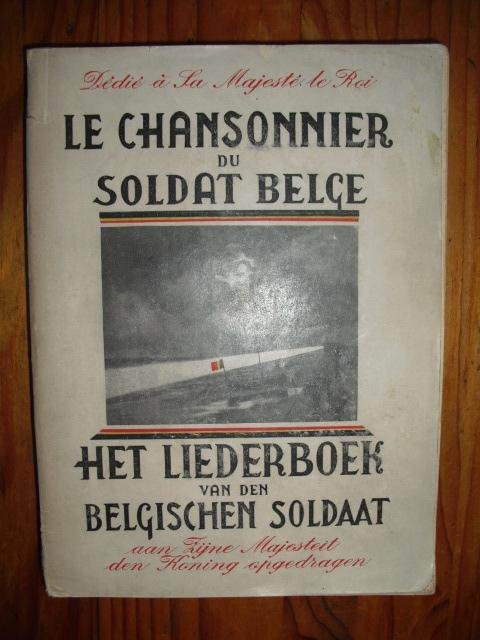 Dédié à Sa Majesté le Roi
LE CHANSONNIER
DU
SOLDAT BELGE
HET LIEDERBOEK
VAN DEN
BELGISCHEN SOLDAAT
aan Zijne Majesteit
den Koning opgedragen